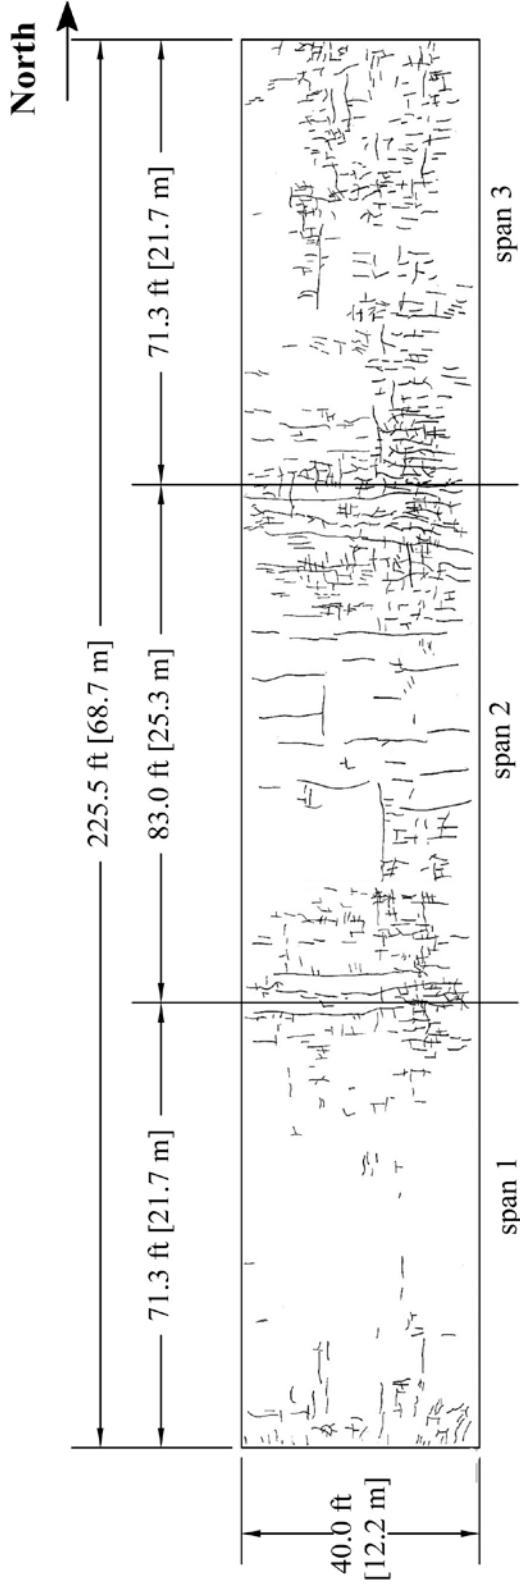 North
225.5 ft [68.7 m]
71.3 ft [21.7 m]
83.0 ft [25.3 m]
71.3 ft [21.7 m]
40.0 ft
[12.2 m]
span 1
span 2
span 3